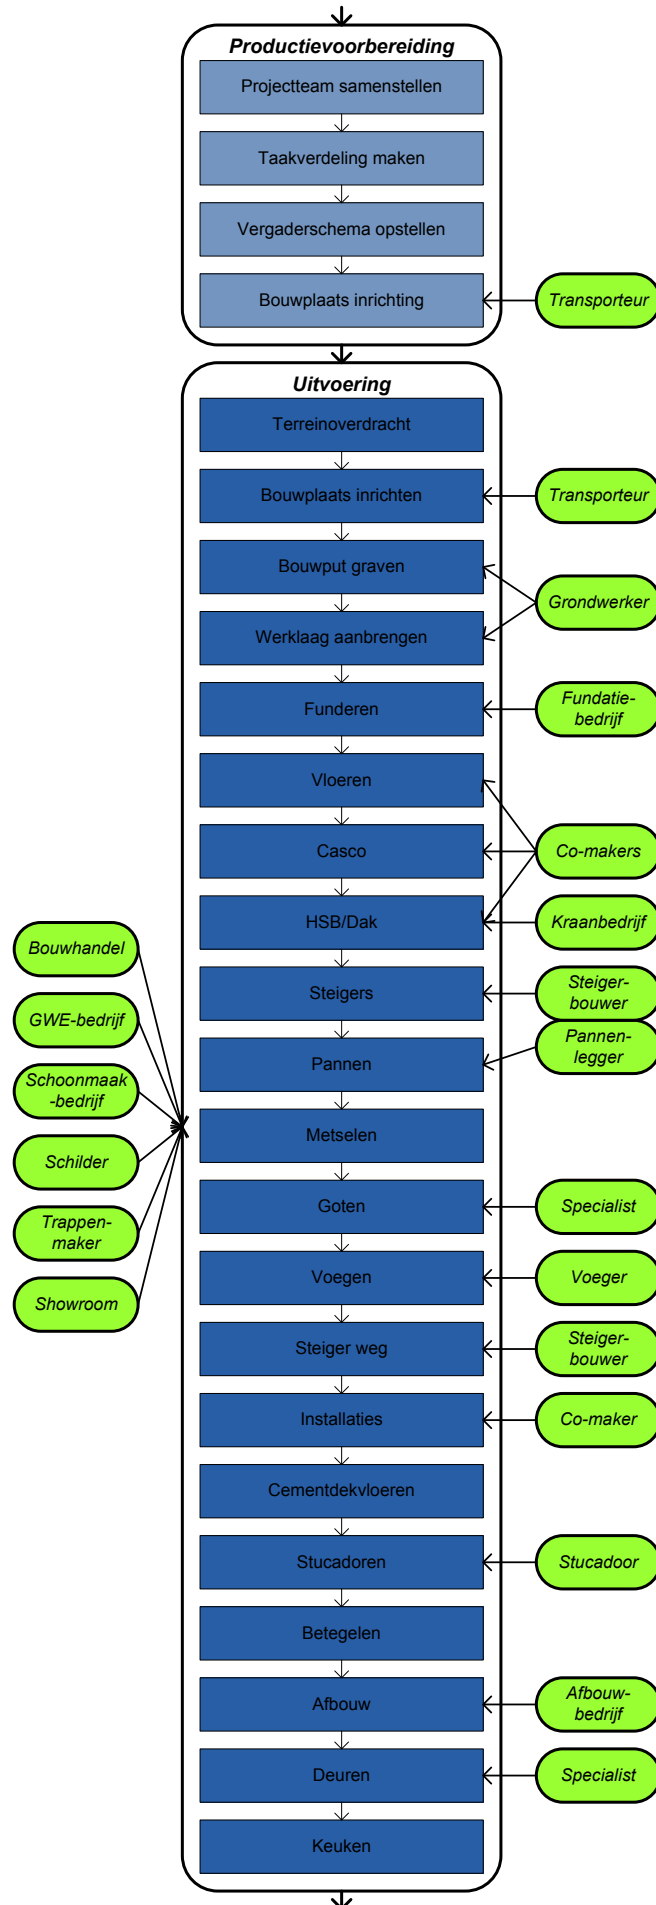 Productievoorbereiding
Projectteam samenstellen
Taakverdeling maken
Vergaderschema opstellen
Bouwplaats inrichting
Transporteur
Uitvoering
Terreinoverdracht
Bouwplaats inrichten
Transporteur
Bouwput graven
Grondwerker
Werklaag aanbrengen
Funderen
Fundatie-
bedrijf
Vloeren
Casco
Co-makers
HSB/Dak
Kraanbedrijf
Bouwhandel
GWE-bedrijf
Schoonmaak
-bedrijf
Schilder
Trappen-
maker
Showroom
Steigers
Steiger-
bouwer
Pannen
Pannen-
legger
Metselen
Goten
Specialist
Voegen
Voeger
Steiger weg
Steiger-
bouwer
Installaties
Co-maker
Cementdekvloeren
Stucadoren
Stucadoor
Betegelen
Afbouw
Afbouw-
bedrijf
Deuren
Specialist
Keuken